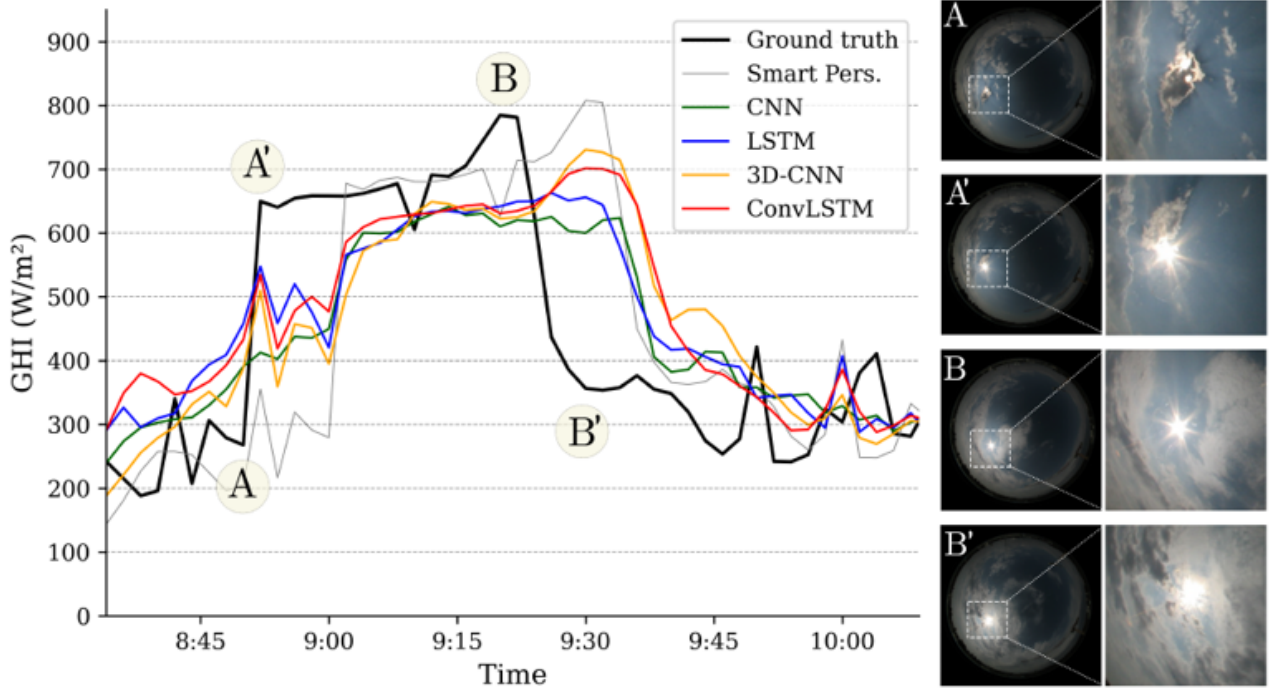 900
800
700
600
500
400
300
200
100
0
GHI (W/m²)
8:45
9:00
9:15
9:30
9:45
10:00
Time
A'
B
A
B'
Ground truth
Smart Pers.
CNN
LSTM
3D-CNN
ConvLSTM
A
A'
B
B'